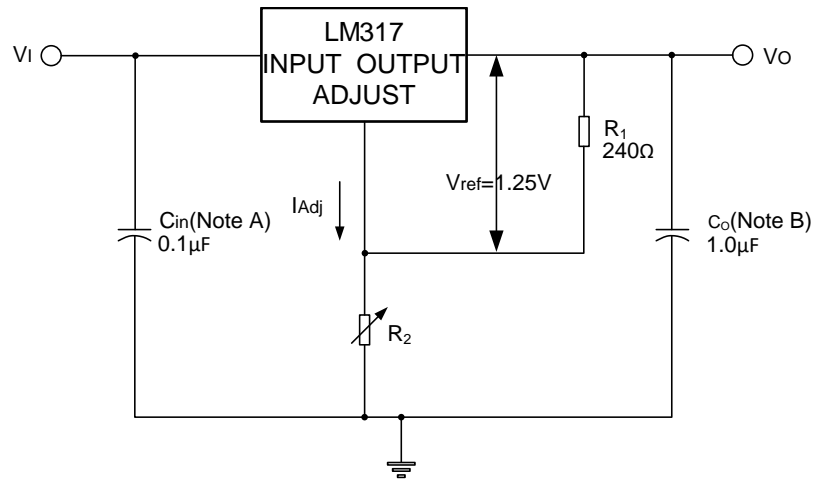 LM317
VI
INPUT OUTPUT
VO
ADJUST
R1
240Ω
Vref=1.25V
IAdj
Cin(Note A)
0.1µF
CO(Note B)
1.0µF
R2